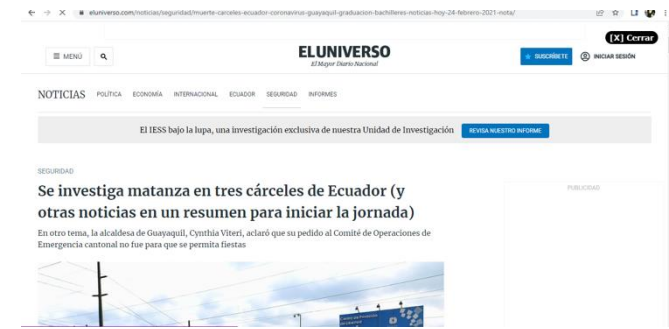 eluniverso.com/noticias/seguridad/muerte-carceles-ecuador-coronavirus-guayaquil-graduacion-bachilleres-noticias-hoy-24-febrero-2021-nota/
[X] Cerrar
MENÚ
ELUNIVERSO
El Mayor Diario Nacional
SUSCRÍBETE
INICIAR SESIÓN
NOTICIAS POLÍTICA ECONOMÍA INTERNACIONAL ECUADOR SEGURIDAD INFORMES
El IESS bajo la lupa, una investigación exclusiva de nuestra Unidad de Investigación REVISA NUESTRO INFORME
SEGURIDAD
Se investiga matanza en tres cárceles de Ecuador (y
otras noticias en un resumen para iniciar la jornada)
PUBLICIDAD
En otro tema, la alcaldesa de Guayaquil, Cynthia Viteri, aclaró que su pedido al Comité de Operaciones de
Emergencia cantonal no fue para que se permita fiestas